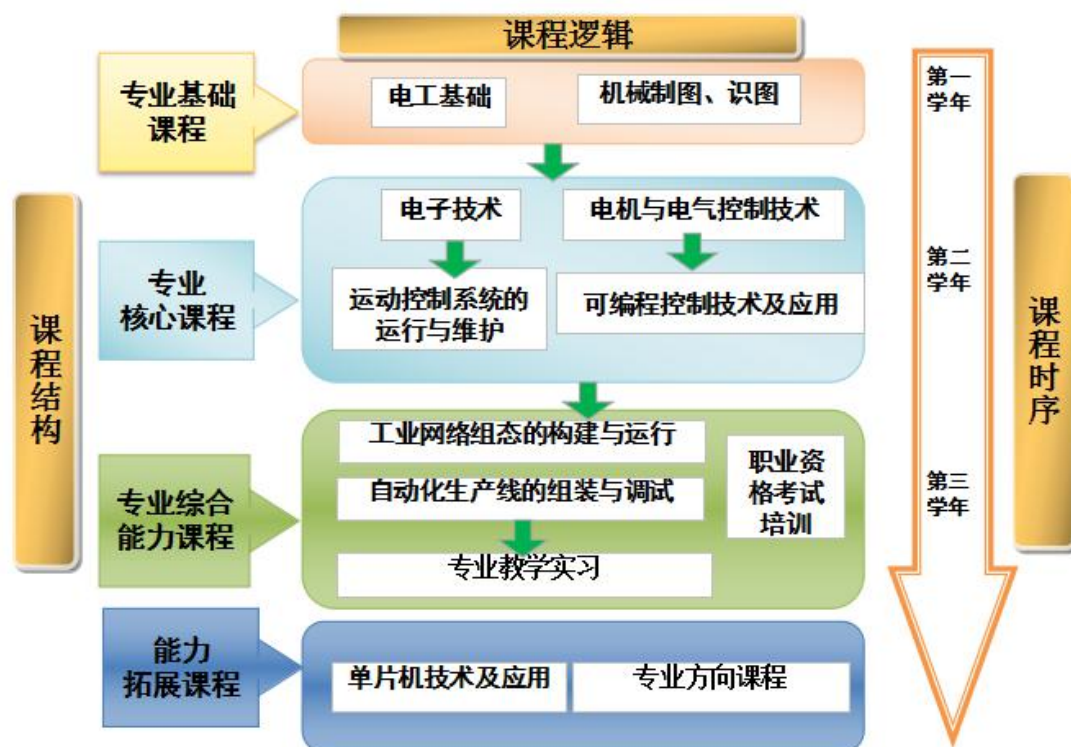 课程逻辑
专业基础
课程
电工基础
机械制图、识图
第一
学年
课程结构
专业
核心课程
电子技术
电机与电气控制技术
运动控制系统的
运行与维护
可编程控制技术及应用
第二
学年
课程时序
专业综合
能力课程
工业网络组态的构建与运行
自动化生产线的组装与调试
专业教学实习
职业资
格考试
培训
第三
学年
能力
拓展课程
单片机技术及应用
专业方向课程